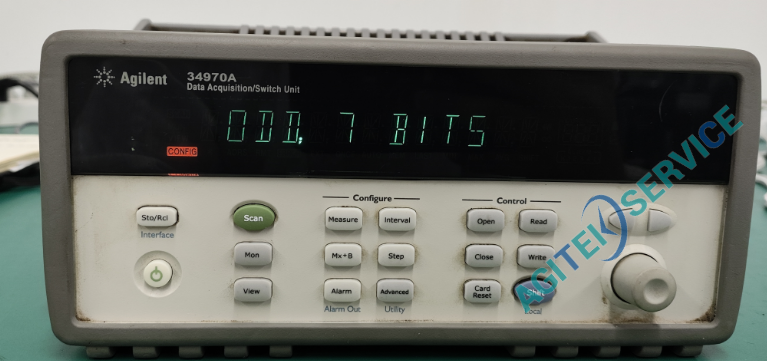 Agilent 34970A
Data Acquisition/Switch Unit
ODD, 7 BITS
CONFIG
Configure Control
Sto/Rcl Scan Measure Interval Open Read
Interface
Mon Mx+B Step Close Write
View Alarm Advanced Card Reset Shift
Alarm Out Utility Local
AGITEK SERVICE